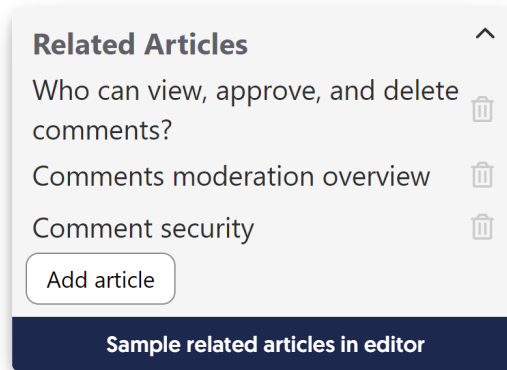 Related Articles
Who can view, approve, and delete
comments?
Comments moderation overview
Comment security
Add article
Sample related articles in editor